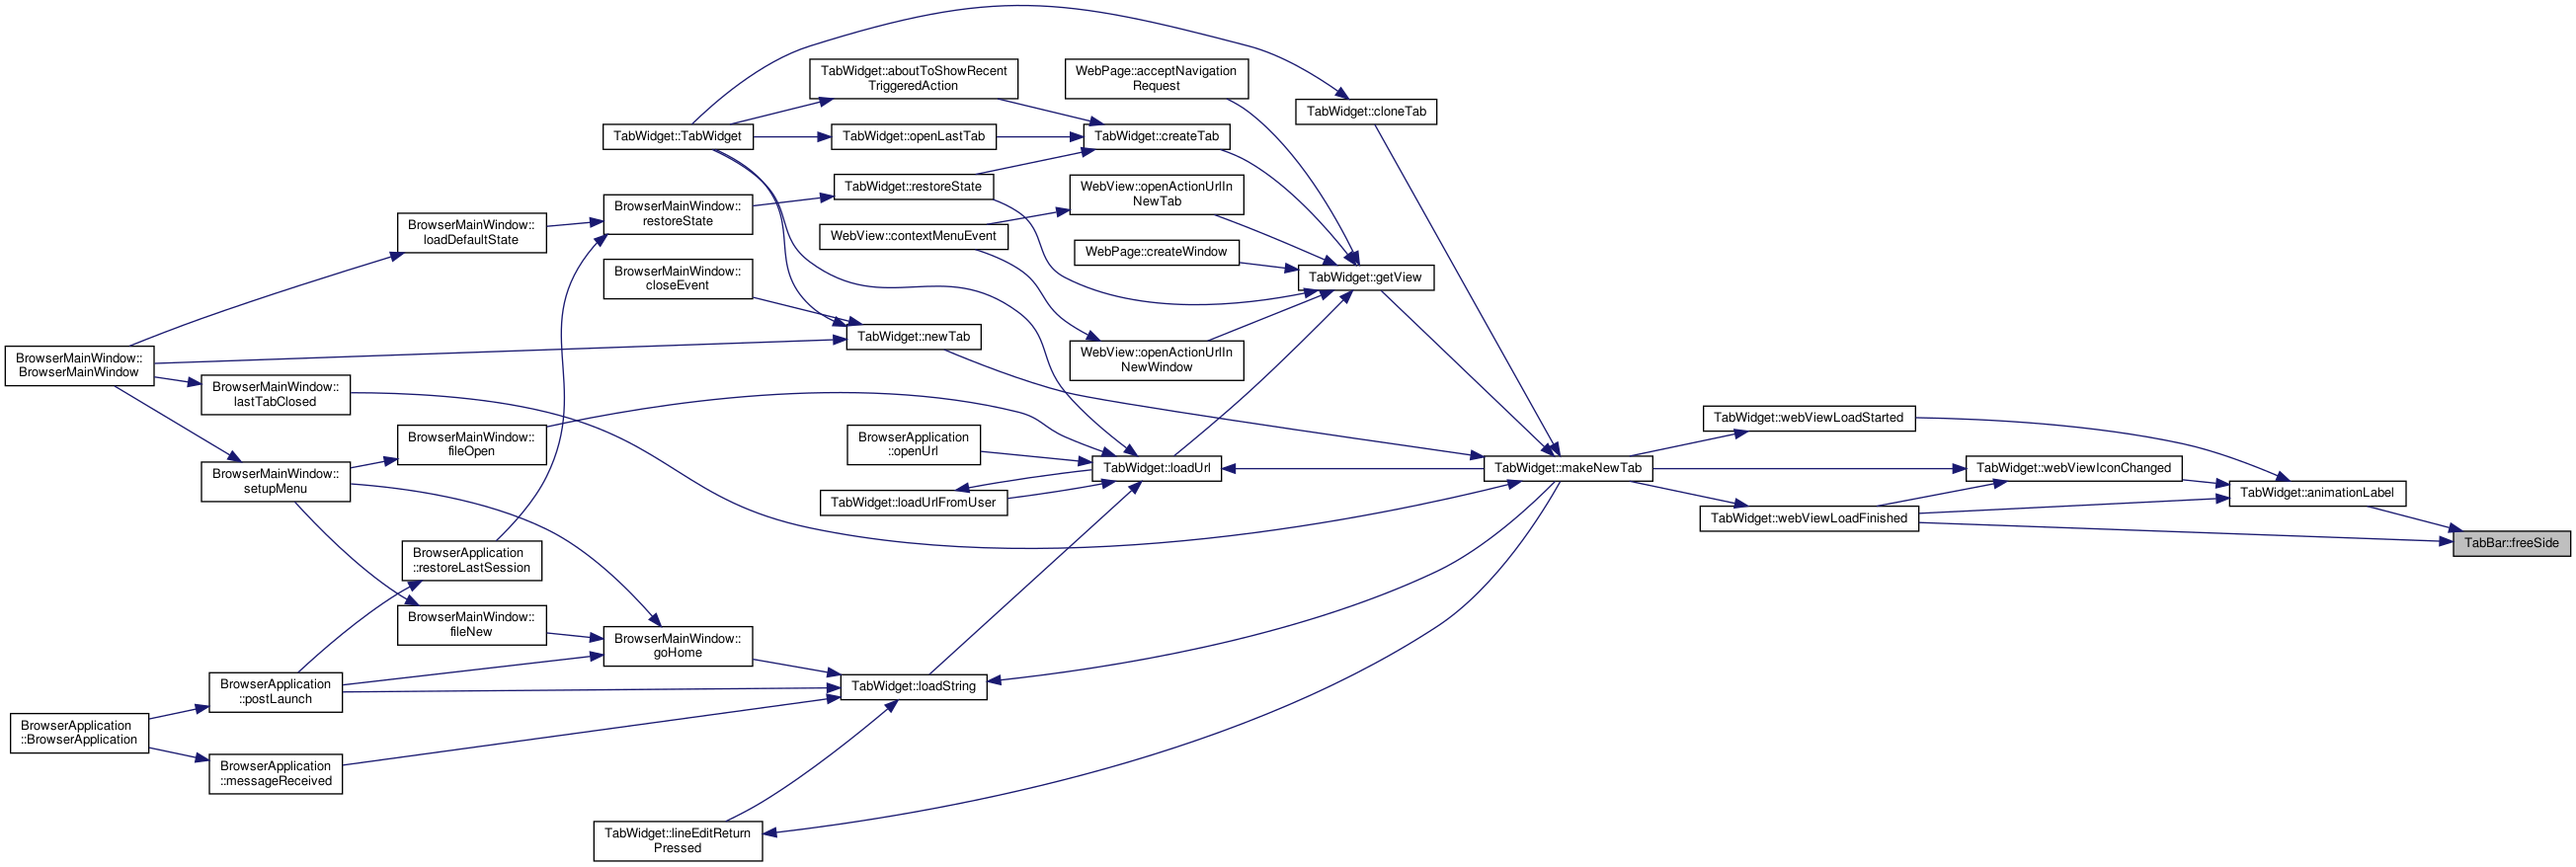 TabWidget::aboutToShowRecent
TriggeredAction
WebPage::acceptNavigation
Request
TabWidget::cloneTab
TabWidget::TabWidget
TabWidget::openLastTab
TabWidget::createTab
TabWidget::restoreState
WebView::openActionUrlIn
NewTab
BrowserMainWindow::
restoreState
BrowserMainWindow::
loadDefaultState
WebView::contextMenuEvent
WebPage::createWindow
BrowserMainWindow::
closeEvent
TabWidget::getView
TabWidget::newTab
WebView::openActionUrlIn
NewWindow
BrowserMainWindow::
BrowserMainWindow
BrowserMainWindow::
lastTabClosed
BrowserMainWindow::
fileOpen
BrowserApplication
::openUrl
TabWidget::webViewLoadStarted
BrowserMainWindow::
setupMenu
TabWidget::loadUrl
TabWidget::makeNewTab
TabWidget::webViewIconChanged
TabWidget::loadUrlFromUser
TabWidget::animationLabel
TabWidget::webViewLoadFinished
TabBar::freeSide
BrowserApplication
::restoreLastSession
BrowserMainWindow::
fileNew
BrowserMainWindow::
goHome
BrowserApplication
::postLaunch
TabWidget::loadString
BrowserApplication
::BrowserApplication
BrowserApplication
::messageReceived
TabWidget::lineEditReturn
Pressed